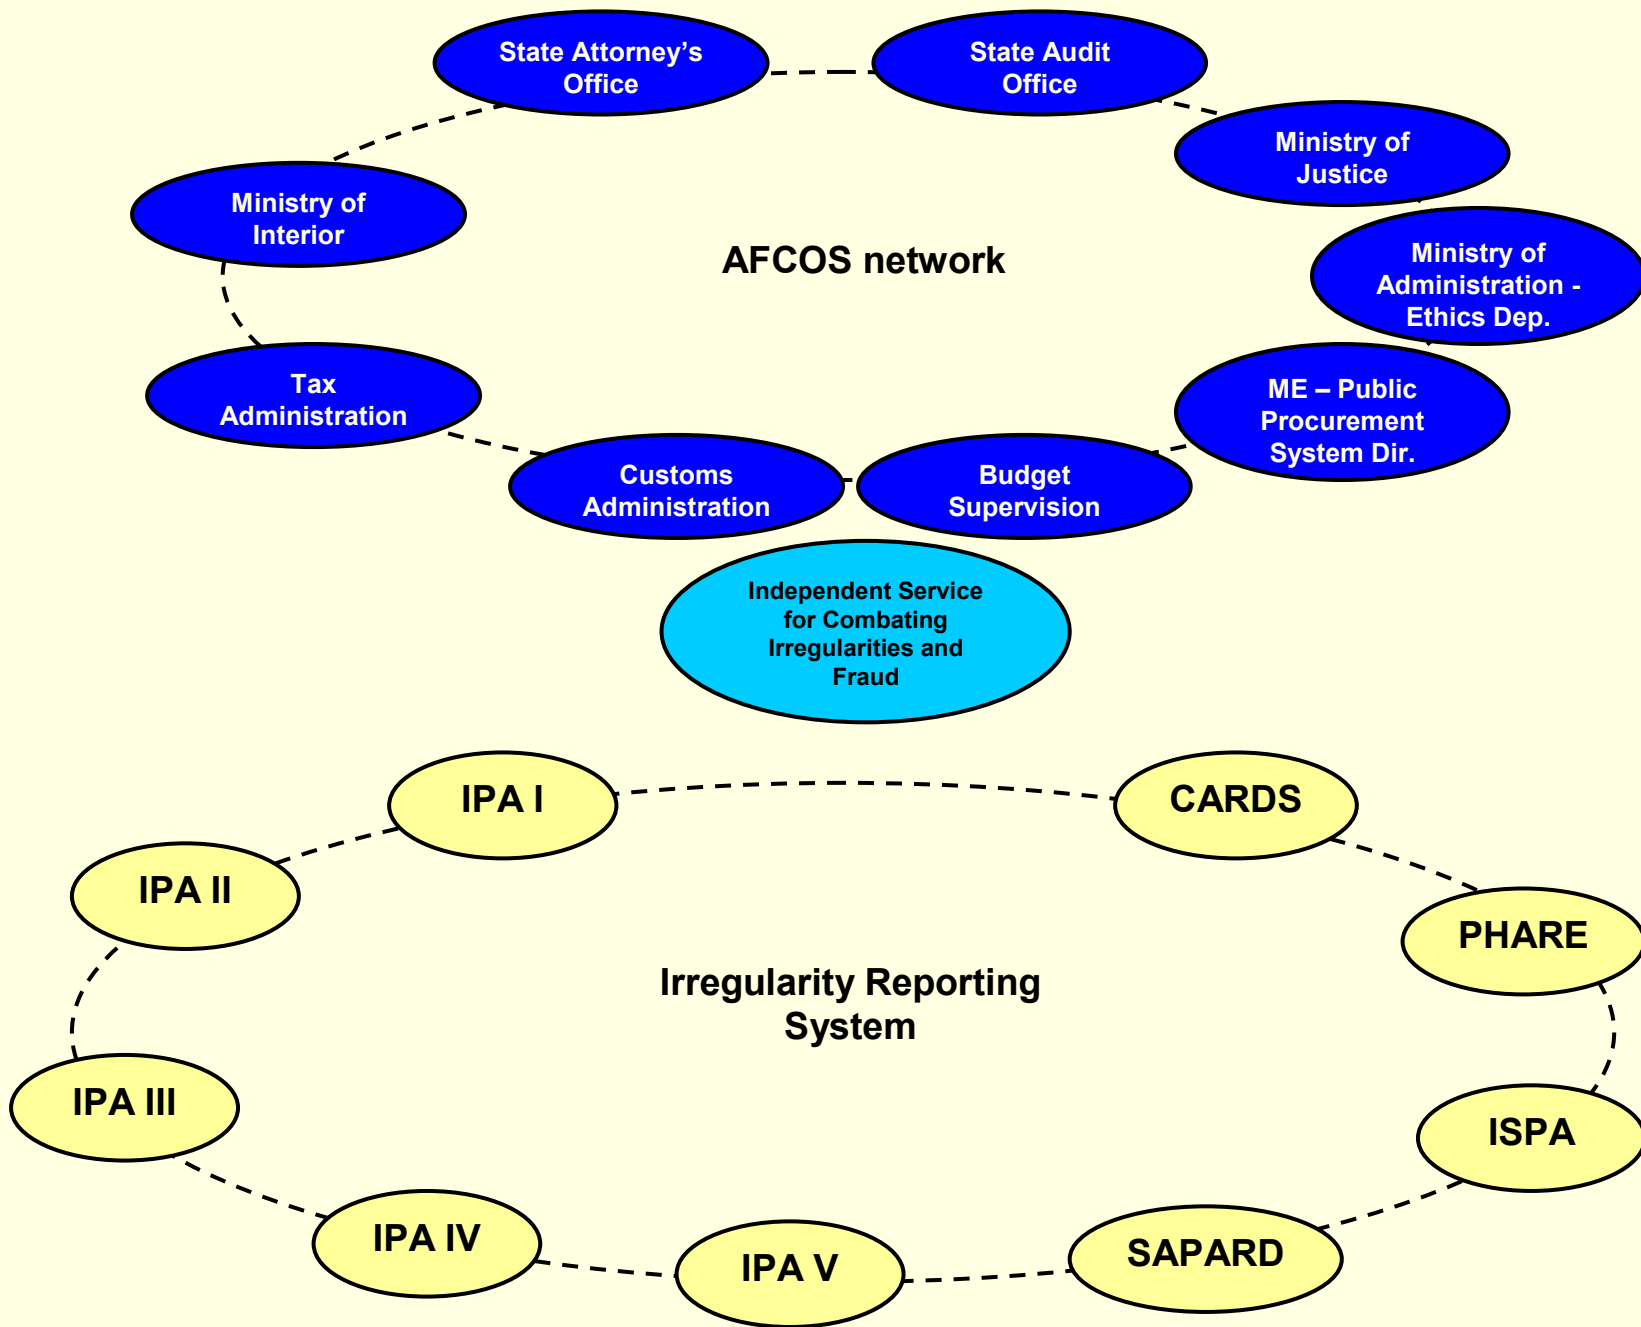 State Attorney’s
Office
State Audit
Office
Ministry of
Justice
Ministry of
Interior
AFCOS network
Ministry of
Administration -
Ethics Dep.
Tax
Administration
ME – Public
Procurement
System Dir.
Customs
Administration
Budget
Supervision
Independent Service
for Combating
Irregularities and
Fraud
IPA I
CARDS
IPA II
PHARE
Irregularity Reporting
System
IPA III
ISPA
IPA IV
IPA V
SAPARD